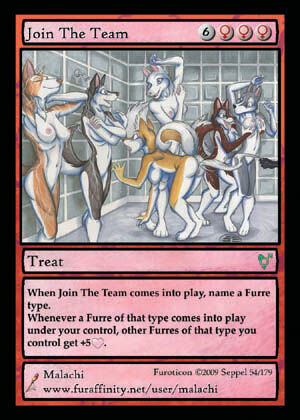 Join The Team 6
Treat
When Join The Team comes into play, name a Furre
type.
Whenever a Furre of that type comes into play
under your control, other Furres of that type you
control get +5♡.
Malachi Furoticon ©2009 Seppel 54/179
www.furaffinity.net/user/malachi